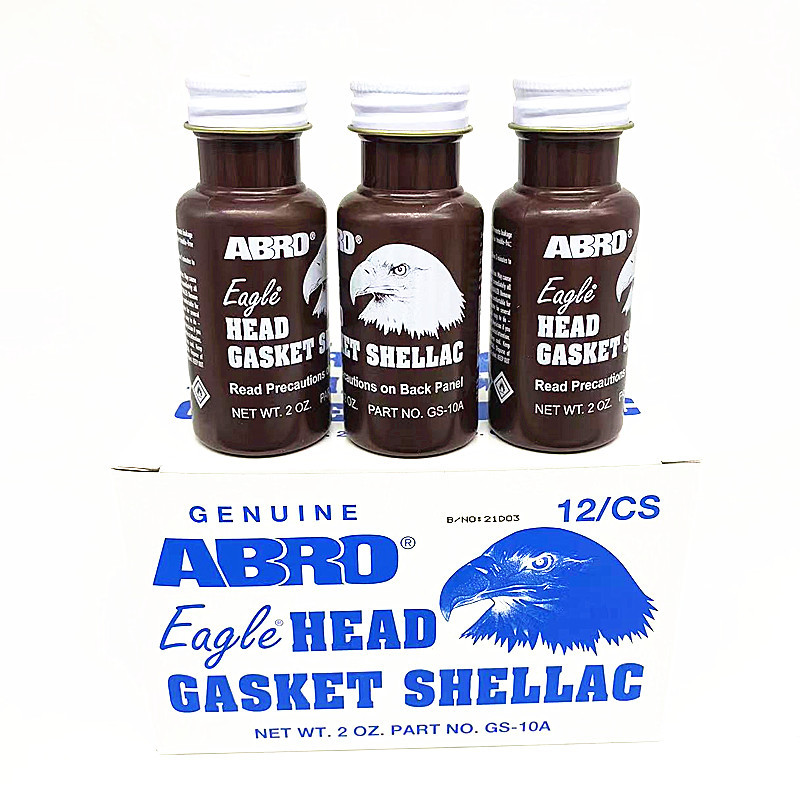 ABRO®
Eagle®
HEAD
GASKET S
Read Precautions
NET WT. 2 OZ.
RO®
ET SHELLAC
autions on Back Panel
OZ. PART NO. GS-10A
ABRO®
Eagle®
HEAD
GASKET S
Read Precautions
NET WT. 2 OZ.
GENUINE
B/NO:21D03
12/CS
ABRO®
Eagle® HEAD
GASKET SHELLAC
NET WT. 2 OZ. PART NO. GS-10A